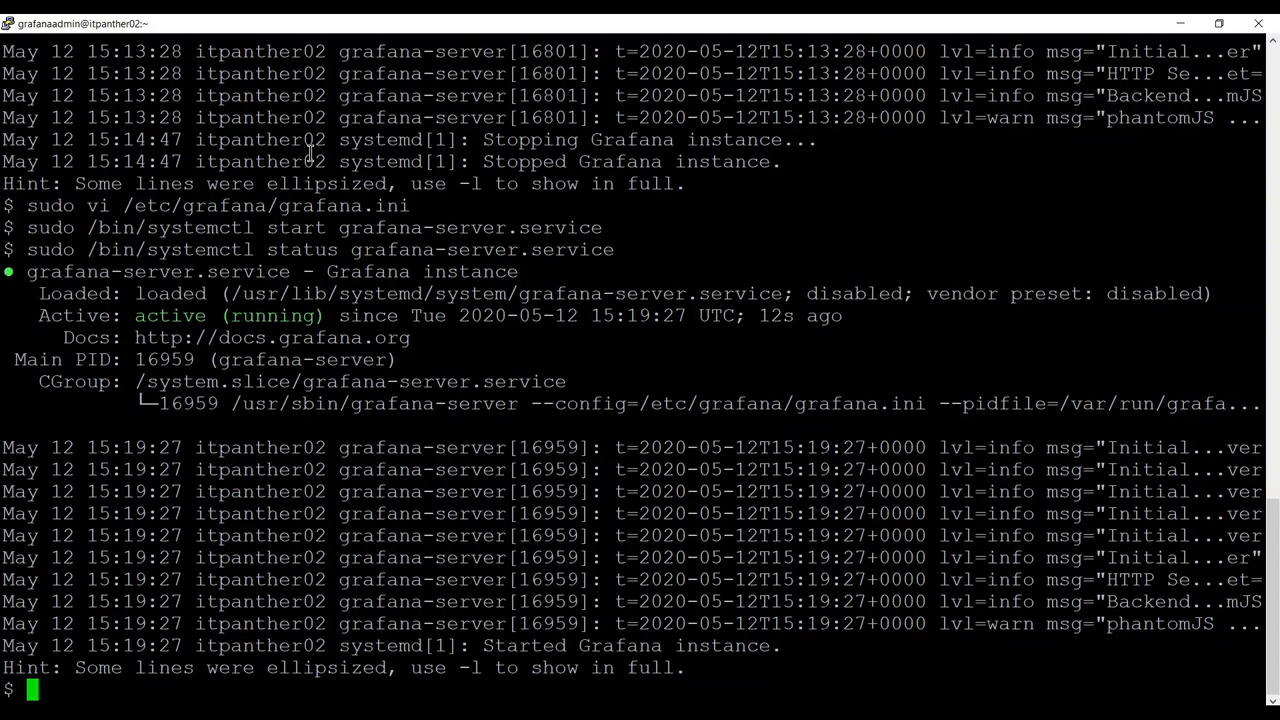 grafanaadmin@itpanther02:~
May 12 15:13:28 itpanther02 grafana-server[16801]: t=2020-05-12T15:13:28+0000 lvl=info msg="Initial...er"
May 12 15:13:28 itpanther02 grafana-server[16801]: t=2020-05-12T15:13:28+0000 lvl=info msg="HTTP Se...et=
May 12 15:13:28 itpanther02 grafana-server[16801]: t=2020-05-12T15:13:28+0000 lvl=info msg="Backend...mJS
May 12 15:13:28 itpanther02 grafana-server[16801]: t=2020-05-12T15:13:28+0000 lvl=warn msg="phantomJS ...
May 12 15:14:47 itpanther02 systemd[1]: Stopping Grafana instance...
May 12 15:14:47 itpanther02 systemd[1]: Stopped Grafana instance.
Hint: Some lines were ellipsized, use -l to show in full.
$ sudo vi /etc/grafana/grafana.ini
$ sudo /bin/systemctl start grafana-server.service
$ sudo /bin/systemctl status grafana-server.service
● grafana-server.service - Grafana instance
Loaded: loaded (/usr/lib/systemd/system/grafana-server.service; disabled; vendor preset: disabled)
Active: active (running) since Tue 2020-05-12 15:19:27 UTC; 12s ago
Docs: http://docs.grafana.org
Main PID: 16959 (grafana-server)
CGroup: /system.slice/grafana-server.service
└─16959 /usr/sbin/grafana-server --config=/etc/grafana/grafana.ini --pidfile=/var/run/grafa...
May 12 15:19:27 itpanther02 grafana-server[16959]: t=2020-05-12T15:19:27+0000 lvl=info msg="Initial...ver
May 12 15:19:27 itpanther02 grafana-server[16959]: t=2020-05-12T15:19:27+0000 lvl=info msg="Initial...ver
May 12 15:19:27 itpanther02 grafana-server[16959]: t=2020-05-12T15:19:27+0000 lvl=info msg="Initial...ver
May 12 15:19:27 itpanther02 grafana-server[16959]: t=2020-05-12T15:19:27+0000 lvl=info msg="Initial...ver
May 12 15:19:27 itpanther02 grafana-server[16959]: t=2020-05-12T15:19:27+0000 lvl=info msg="Initial...ver
May 12 15:19:27 itpanther02 grafana-server[16959]: t=2020-05-12T15:19:27+0000 lvl=info msg="Initial...er"
May 12 15:19:27 itpanther02 grafana-server[16959]: t=2020-05-12T15:19:27+0000 lvl=info msg="HTTP Se...et=
May 12 15:19:27 itpanther02 grafana-server[16959]: t=2020-05-12T15:19:27+0000 lvl=info msg="Backend...mJS
May 12 15:19:27 itpanther02 grafana-server[16959]: t=2020-05-12T15:19:27+0000 lvl=warn msg="phantomJS ...
May 12 15:19:27 itpanther02 systemd[1]: Started Grafana instance.
Hint: Some lines were ellipsized, use -l to show in full.
$